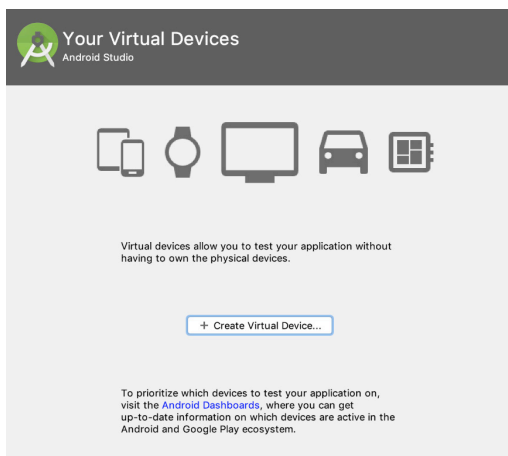 Your Virtual Devices
Android Studio
Virtual devices allow you to test your application without
having to own the physical devices.
+ Create Virtual Device...
To prioritize which devices to test your application on,
visit the Android Dashboards, where you can get
up-to-date information on which devices are active in the
Android and Google Play ecosystem.